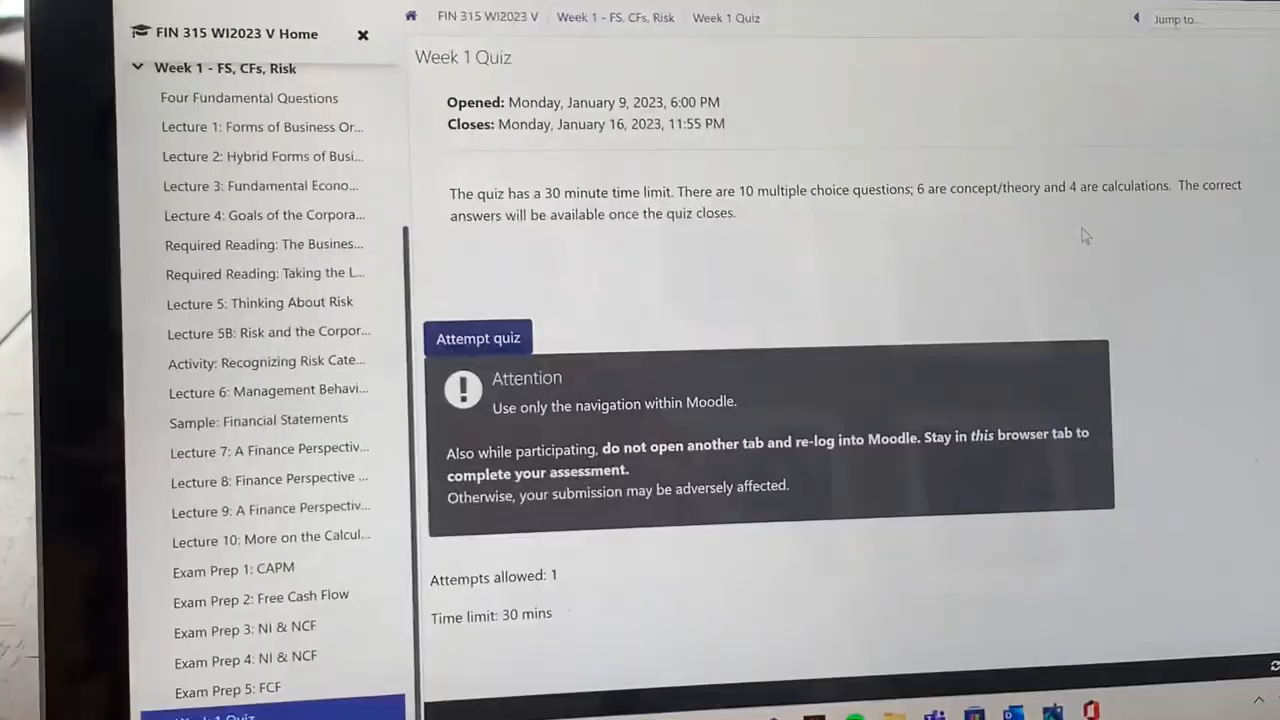 FIN 315 WI2023 V Home
Week 1 - FS, CFs, Risk
Four Fundamental Questions
Lecture 1: Forms of Business Or...
Lecture 2: Hybrid Forms of Busi...
Lecture 3: Fundamental Econo...
Lecture 4: Goals of the Corpora...
Required Reading: The Busines...
Required Reading: Taking the L...
Lecture 5: Thinking About Risk
Lecture 5B: Risk and the Corpor...
Activity: Recognizing Risk Cate...
Lecture 6: Management Behavi...
Sample: Financial Statements
Lecture 7: A Finance Perspectiv...
Lecture 8: Finance Perspective ...
Lecture 9: A Finance Perspectiv...
Lecture 10: More on the Calcul...
Exam Prep 1: CAPM
Exam Prep 2: Free Cash Flow
Exam Prep 3: NI & NCF
Exam Prep 4: NI & NCF
Exam Prep 5: FCF
Week 1 Quiz
FIN 315 WI2023 V Week 1 - FS, CFs, Risk Week 1 Quiz
Jump to...
Week 1 Quiz
Opened: Monday, January 9, 2023, 6:00 PM
Closes: Monday, January 16, 2023, 11:55 PM
The quiz has a 30 minute time limit. There are 10 multiple choice questions; 6 are concept/theory and 4 are calculations. The correct
answers will be available once the quiz closes.
Attempt quiz
Attention
Use only the navigation within Moodle.
Also while participating, do not open another tab and re-log into Moodle. Stay in this browser tab to
complete your assessment.
Otherwise, your submission may be adversely affected.
Attempts allowed: 1
Time limit: 30 mins